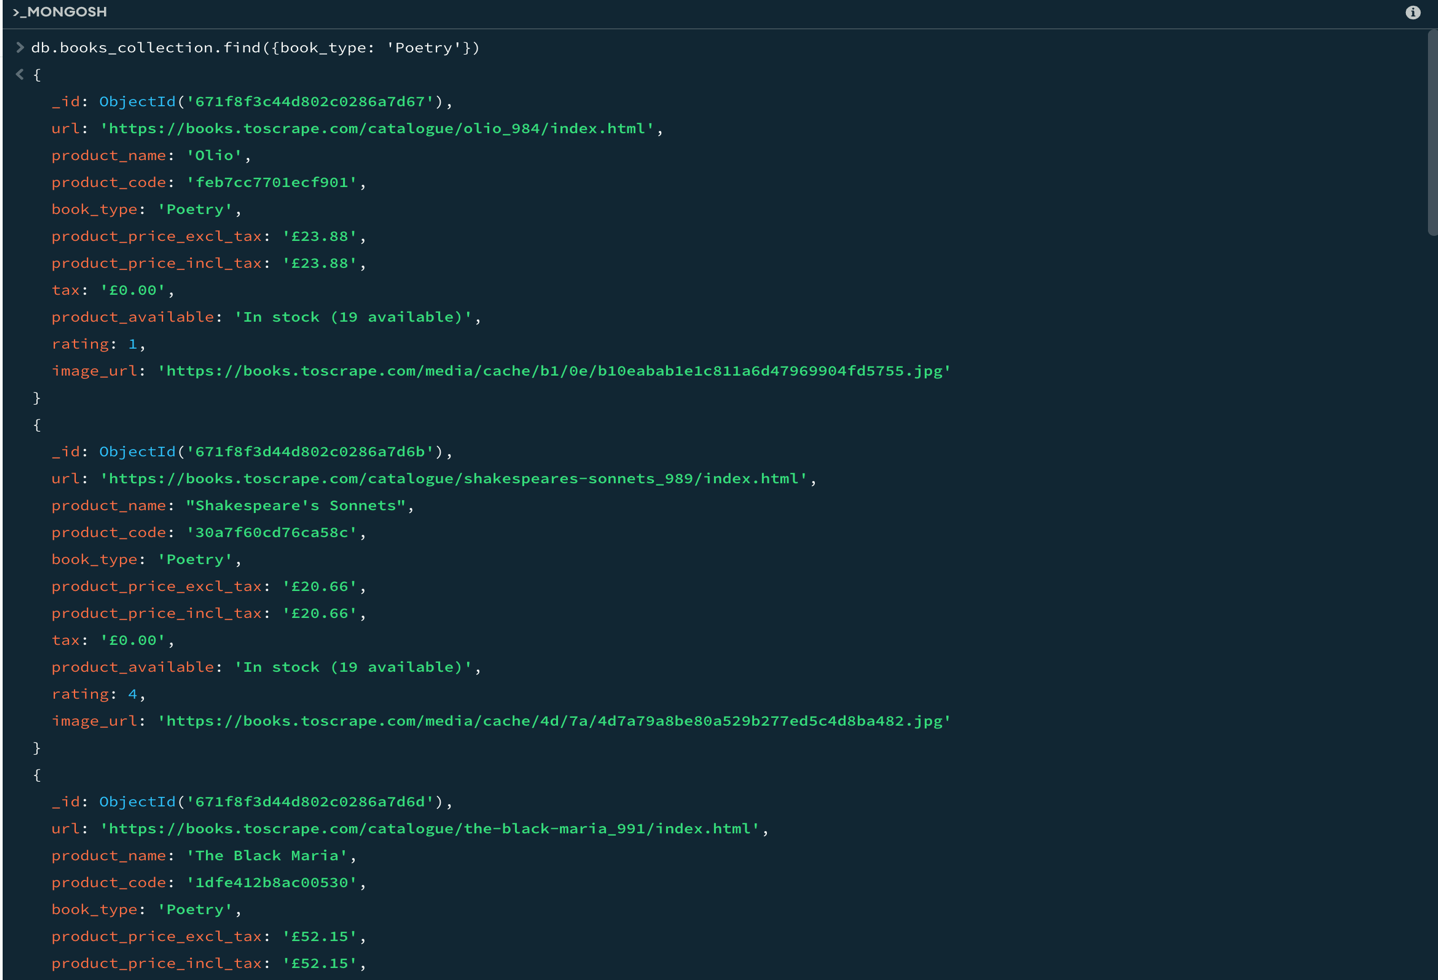 >_MONGOSH
> db.books_collection.find({book_type: 'Poetry'})
< {
_id: ObjectId('671f8f3c44d802c0286a7d67'),
url: 'https://books.toscrape.com/catalogue/olio_984/index.html',
product_name: 'Olio',
product_code: 'feb7cc7701ecf901',
book_type: 'Poetry',
product_price_excl_tax: '£23.88',
product_price_incl_tax: '£23.88',
tax: '£0.00',
product_available: 'In stock (19 available)',
rating: 1,
image_url: 'https://books.toscrape.com/media/cache/b1/0e/b10eabab1e1c811a6d47969904fd5755.jpg'
}
{
_id: ObjectId('671f8f3d44d802c0286a7d6b'),
url: 'https://books.toscrape.com/catalogue/shakespeares-sonnets_989/index.html',
product_name: "Shakespeare's Sonnets",
product_code: '30a7f60cd76ca58c',
book_type: 'Poetry',
product_price_excl_tax: '£20.66',
product_price_incl_tax: '£20.66',
tax: '£0.00',
product_available: 'In stock (19 available)',
rating: 4,
image_url: 'https://books.toscrape.com/media/cache/4d/7a/4d7a79a8be80a529b277ed5c4d8ba482.jpg'
}
{
_id: ObjectId('671f8f3d44d802c0286a7d6d'),
url: 'https://books.toscrape.com/catalogue/the-black-maria_991/index.html',
product_name: 'The Black Maria',
product_code: '1dfe412b8ac00530',
book_type: 'Poetry',
product_price_excl_tax: '£52.15',
product_price_incl_tax: '£52.15',